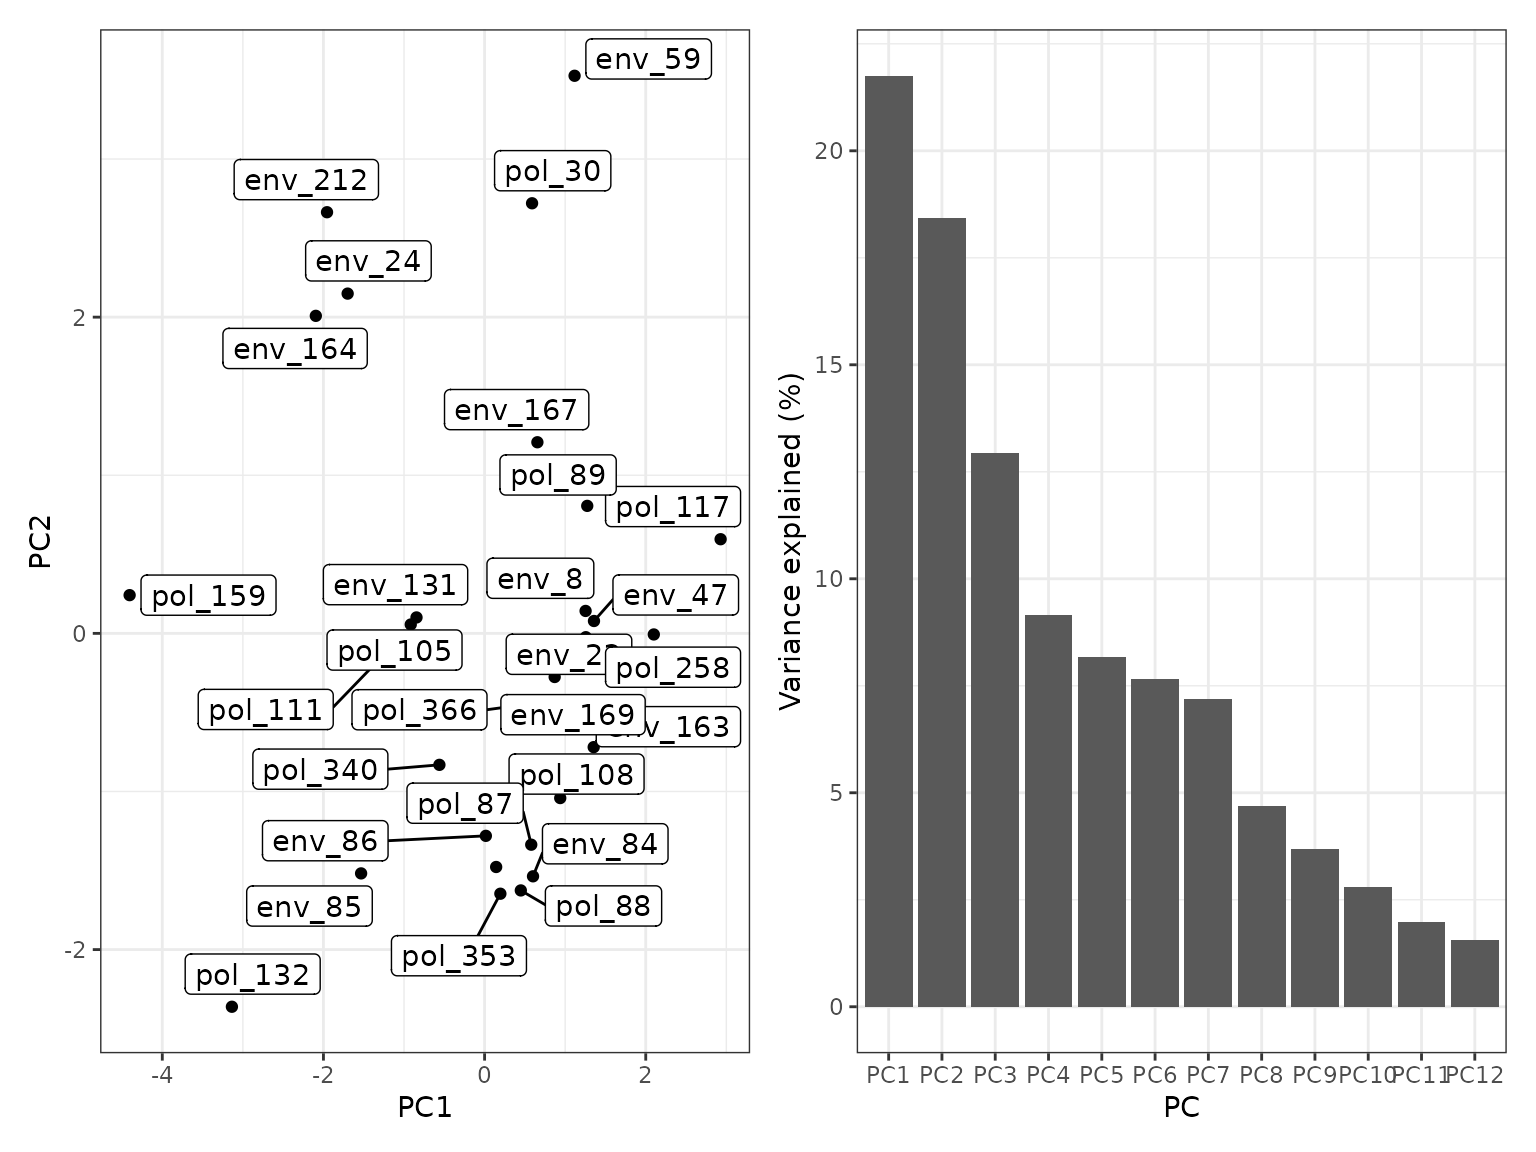 env_59
pol_30
env_212
env_24
env_164
env_167
pol_89
pol_117
env_8
env_131
env_47
pol_159
pol_105
pol_258
pol_111
pol_366
env_169
pol_340
pol_108
pol_87
env_86
env_84
env_85
pol_88
pol_353
pol_132
2
0
-2
-4
-2
0
2
PC1
PC2
20
15
10
5
0
Variance explained (%)
PC1 PC2 PC3 PC4 PC5 PC6 PC7 PC8 PC9 PC10 PC11 PC12
PC